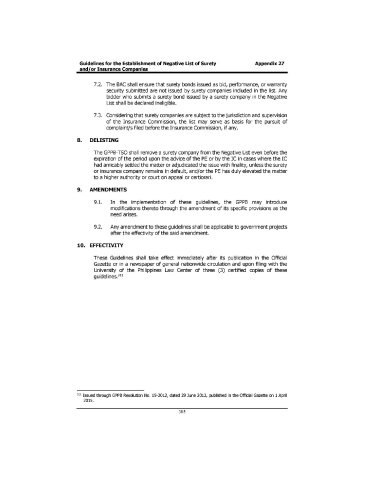 Guidelines for the Establishment of Negative List of Surety Appendix 27
and/or Insurance Companies
7.2. The BAC shall ensure that surety bonds issued as bid, performance, or warranty
security submitted are not issued by surety companies included in the list. Any
bidder who submits a surety bond issued by a surety company in the Negative
List shall be declared ineligible.
7.3. Considering that surety companies are subject to the jurisdiction and supervision
of the Insurance Commission, the list may serve as basis for the pursuit of
complaint/s filed before the Insurance Commission, if any.
8. DELISTING
The GPPB-TSO shall remove a surety company from the Negative List even before the
expiration of the period upon the advice of the PE or by the IC in cases where the IC
had amicably settled the matter or adjudicated the issue with finality, unless the surety
or insurance company remains in default, and/or the PE has duly elevated the matter
to a higher authority or court on appeal or certiorari.
9. AMENDMENTS
9.1. In the implementation of these guidelines, the GPPB may introduce
modifications thereto through the amendment of its specific provisions as the
need arises.
9.2. Any amendment to these guidelines shall be applicable to government projects
after the effectivity of the said amendment.
10. EFFECTIVITY
These Guidelines shall take effect immediately after its publication in the Official
Gazette or in a newspaper of general nationwide circulation and upon filing with the
University of the Philippines Law Center of three (3) certified copies of these
guidelines.
Issued through GPPB Resolution No. 15-2012, dated 29 June 2012, published in the Official Gazette on 1 April